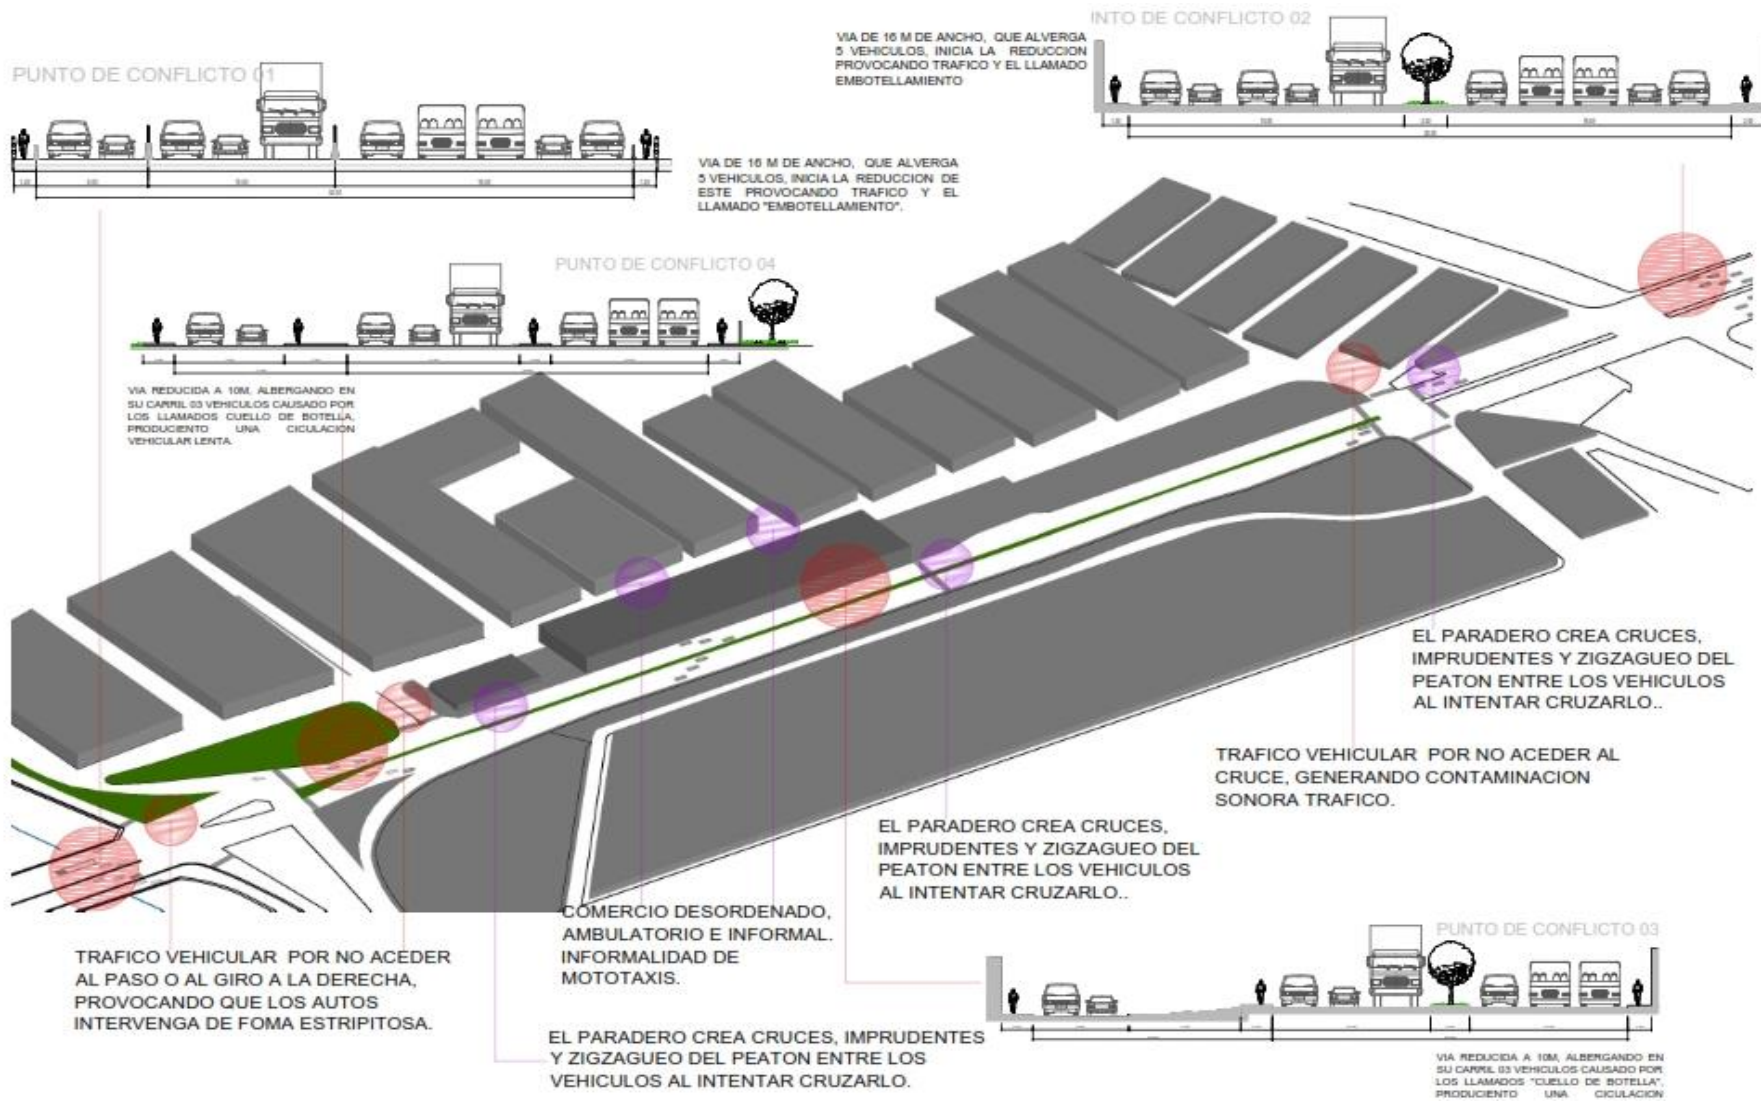 PUNTO DE CONFLICTO 01
VIA DE 16 M DE ANCHO, QUE ALVERGA
5 VEHICULOS, INICIA LA REDUCCION DE
ESTE PROVOCANDO TRAFICO Y EL
LLAMADO "EMBOTELLAMIENTO".
VIA DE 16 M DE ANCHO, QUE ALVERGA
5 VEHICULOS, INICIA LA REDUCCION
PROVOCANDO TRAFICO Y EL LLAMADO
EMBOTELLAMIENTO
INTO DE CONFLICTO 02
PUNTO DE CONFLICTO 04
VIA REDUCIDA A 10M, ALBERGANDO EN
SU CARRIL 03 VEHICULOS CAUSADO POR
LOS LLAMADOS CUELLO DE BOTELLA,
PRODUCIENTO UNA CICULACION
VEHICULAR LENTA.
EL PARADERO CREA CRUCES,
IMPRUDENTES Y ZIGZAGUEO DEL
PEATON ENTRE LOS VEHICULOS
AL INTENTAR CRUZARLO..
TRAFICO VEHICULAR POR NO ACEDER AL
CRUCE, GENERANDO CONTAMINACION
SONORA TRAFICO.
EL PARADERO CREA CRUCES,
IMPRUDENTES Y ZIGZAGUEO DEL
PEATON ENTRE LOS VEHICULOS
AL INTENTAR CRUZARLO..
COMERCIO DESORDENADO,
AMBULATORIO E INFORMAL.
INFORMALIDAD DE
MOTOTAXIS.
TRAFICO VEHICULAR POR NO ACEDER
AL PASO O AL GIRO A LA DERECHA,
PROVOCANDO QUE LOS AUTOS
INTERVENGA DE FOMA ESTRIPITOSA.
EL PARADERO CREA CRUCES, IMPRUDENTES
Y ZIGZAGUEO DEL PEATON ENTRE LOS
VEHICULOS AL INTENTAR CRUZARLO.
PUNTO DE CONFLICTO 03
VIA REDUCIDA A 10M, ALBERGANDO EN
SU CARRIL 03 VEHICULOS CAUSADO POR
LOS LLAMADOS "CUELLO DE BOTELLA",
PRODUCIENTO UNA CICULACION